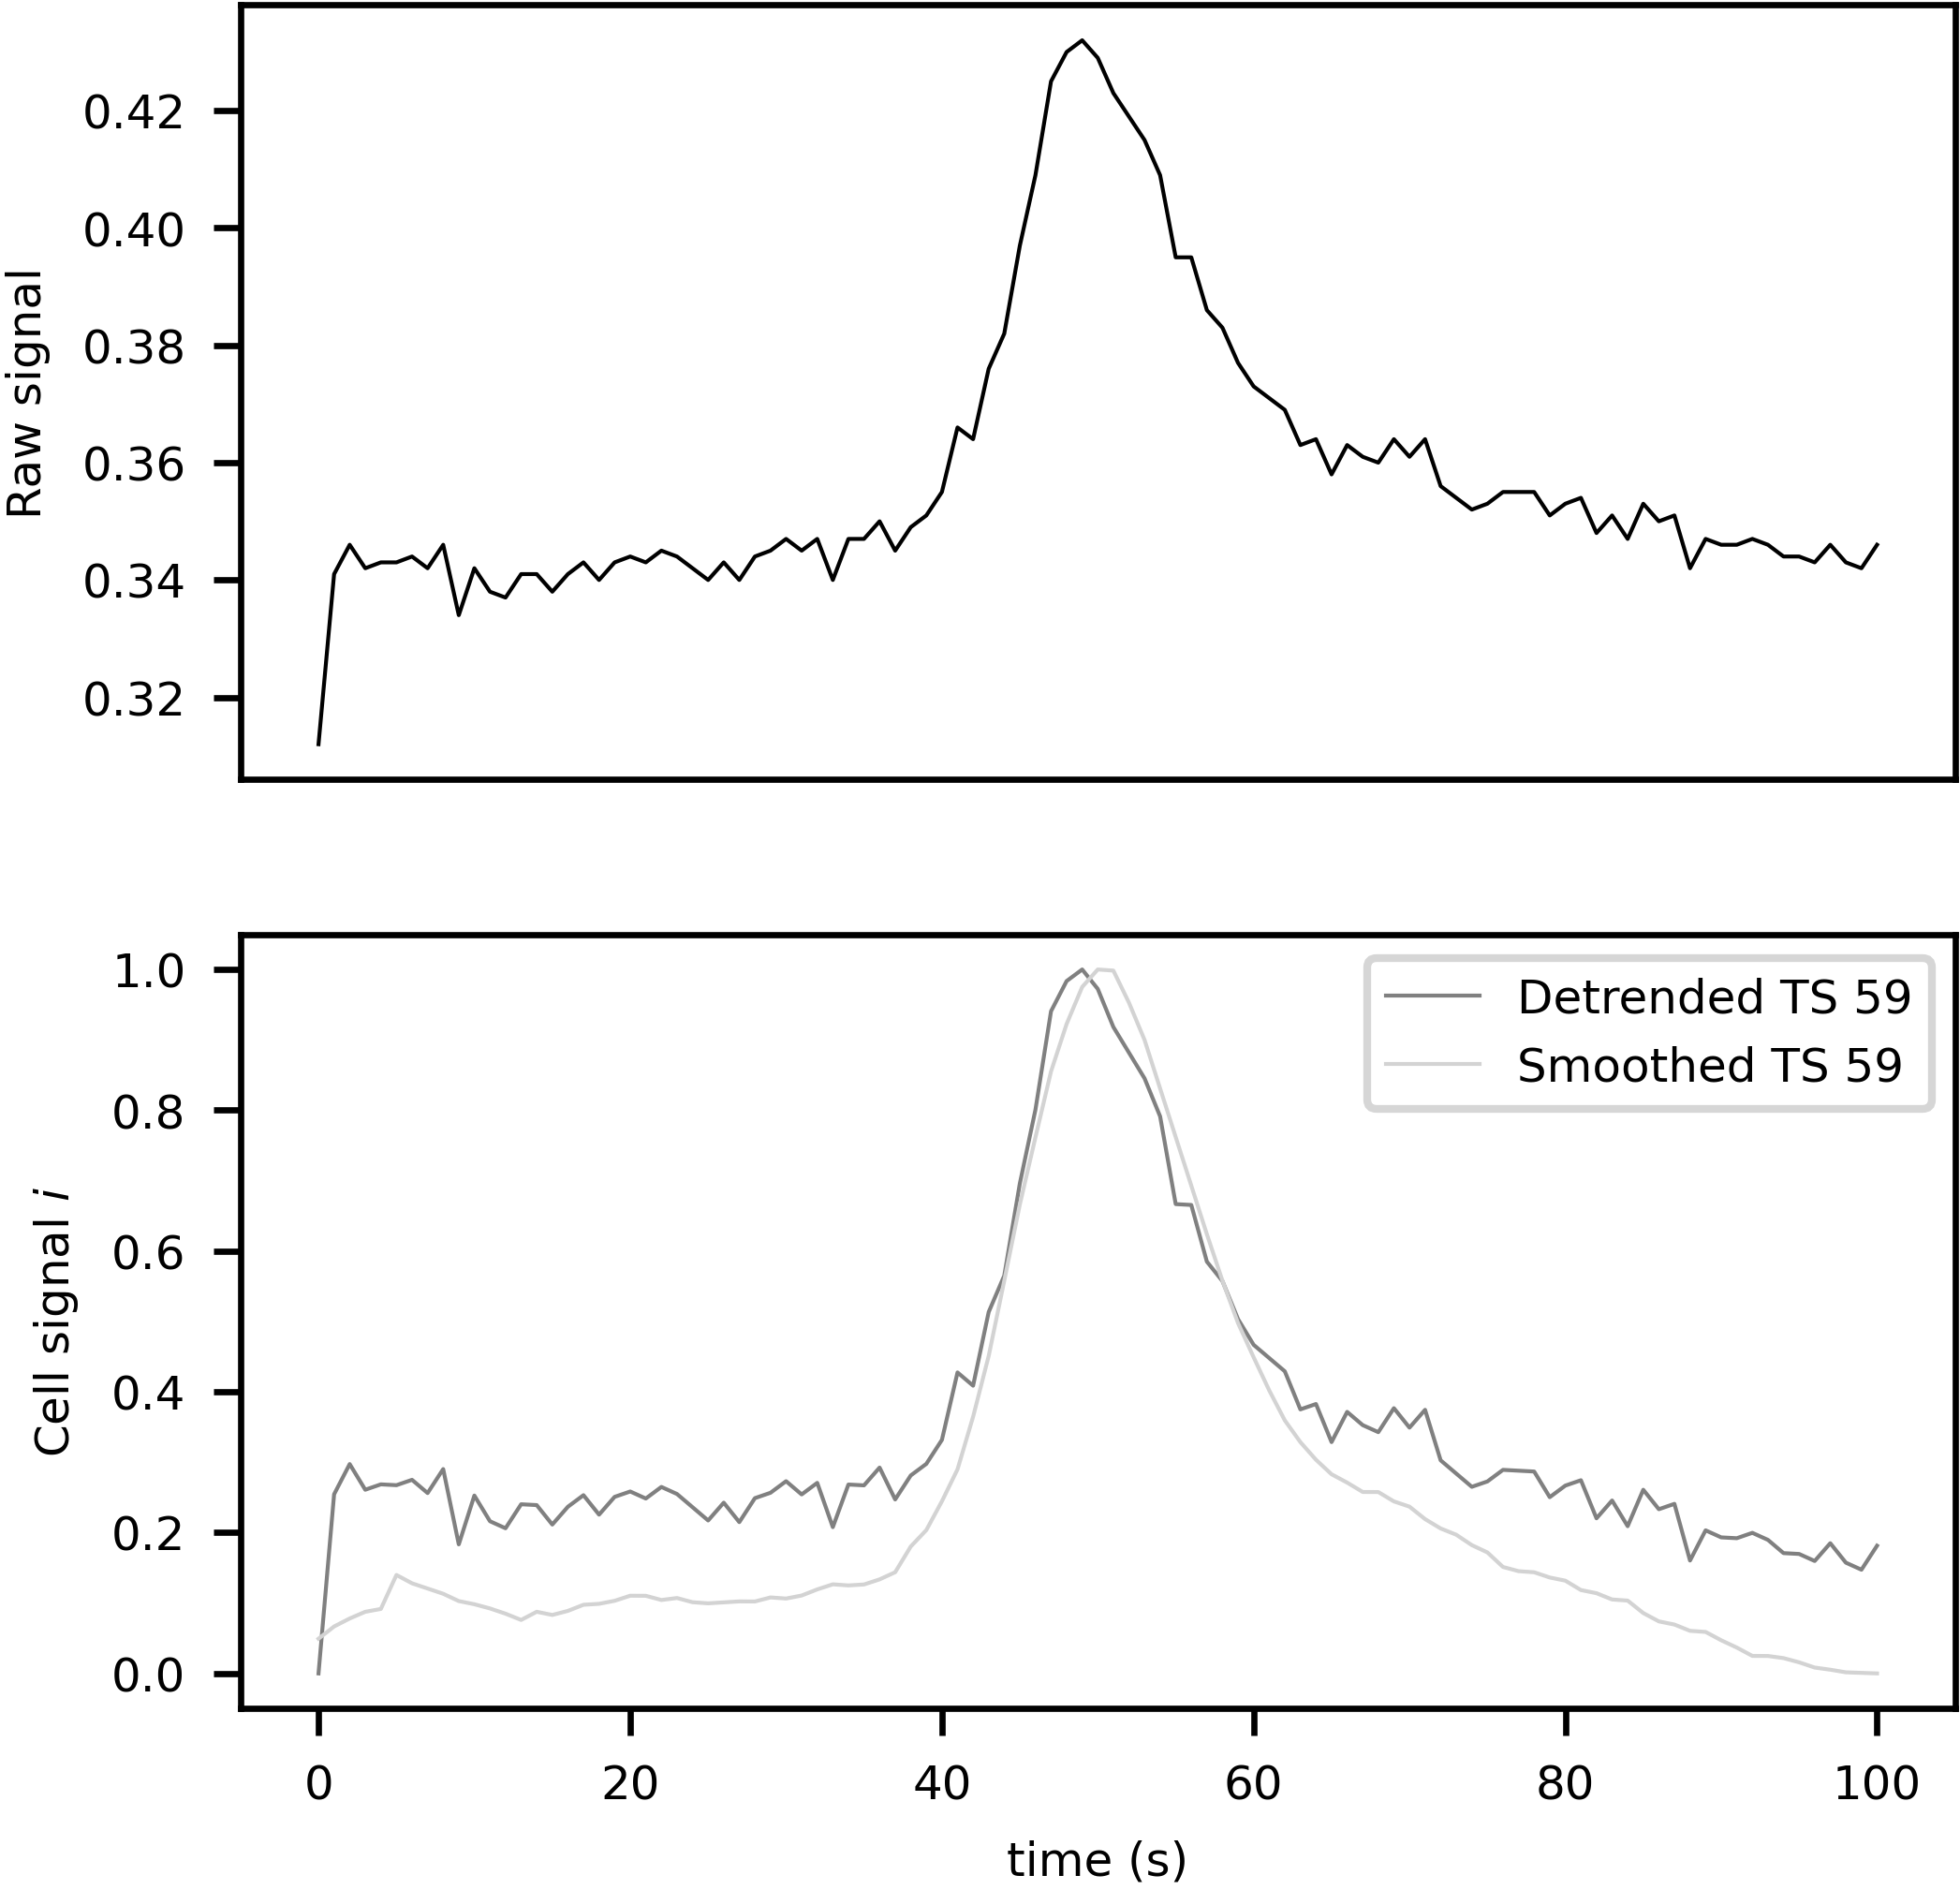 Raw signal
0.42
0.40
0.38
0.36
0.34
0.32
Cell signal i
1.0
0.8
0.6
0.4
0.2
0.0
Detrended TS 59
Smoothed TS 59
0 20 40 60 80 100
time (s)